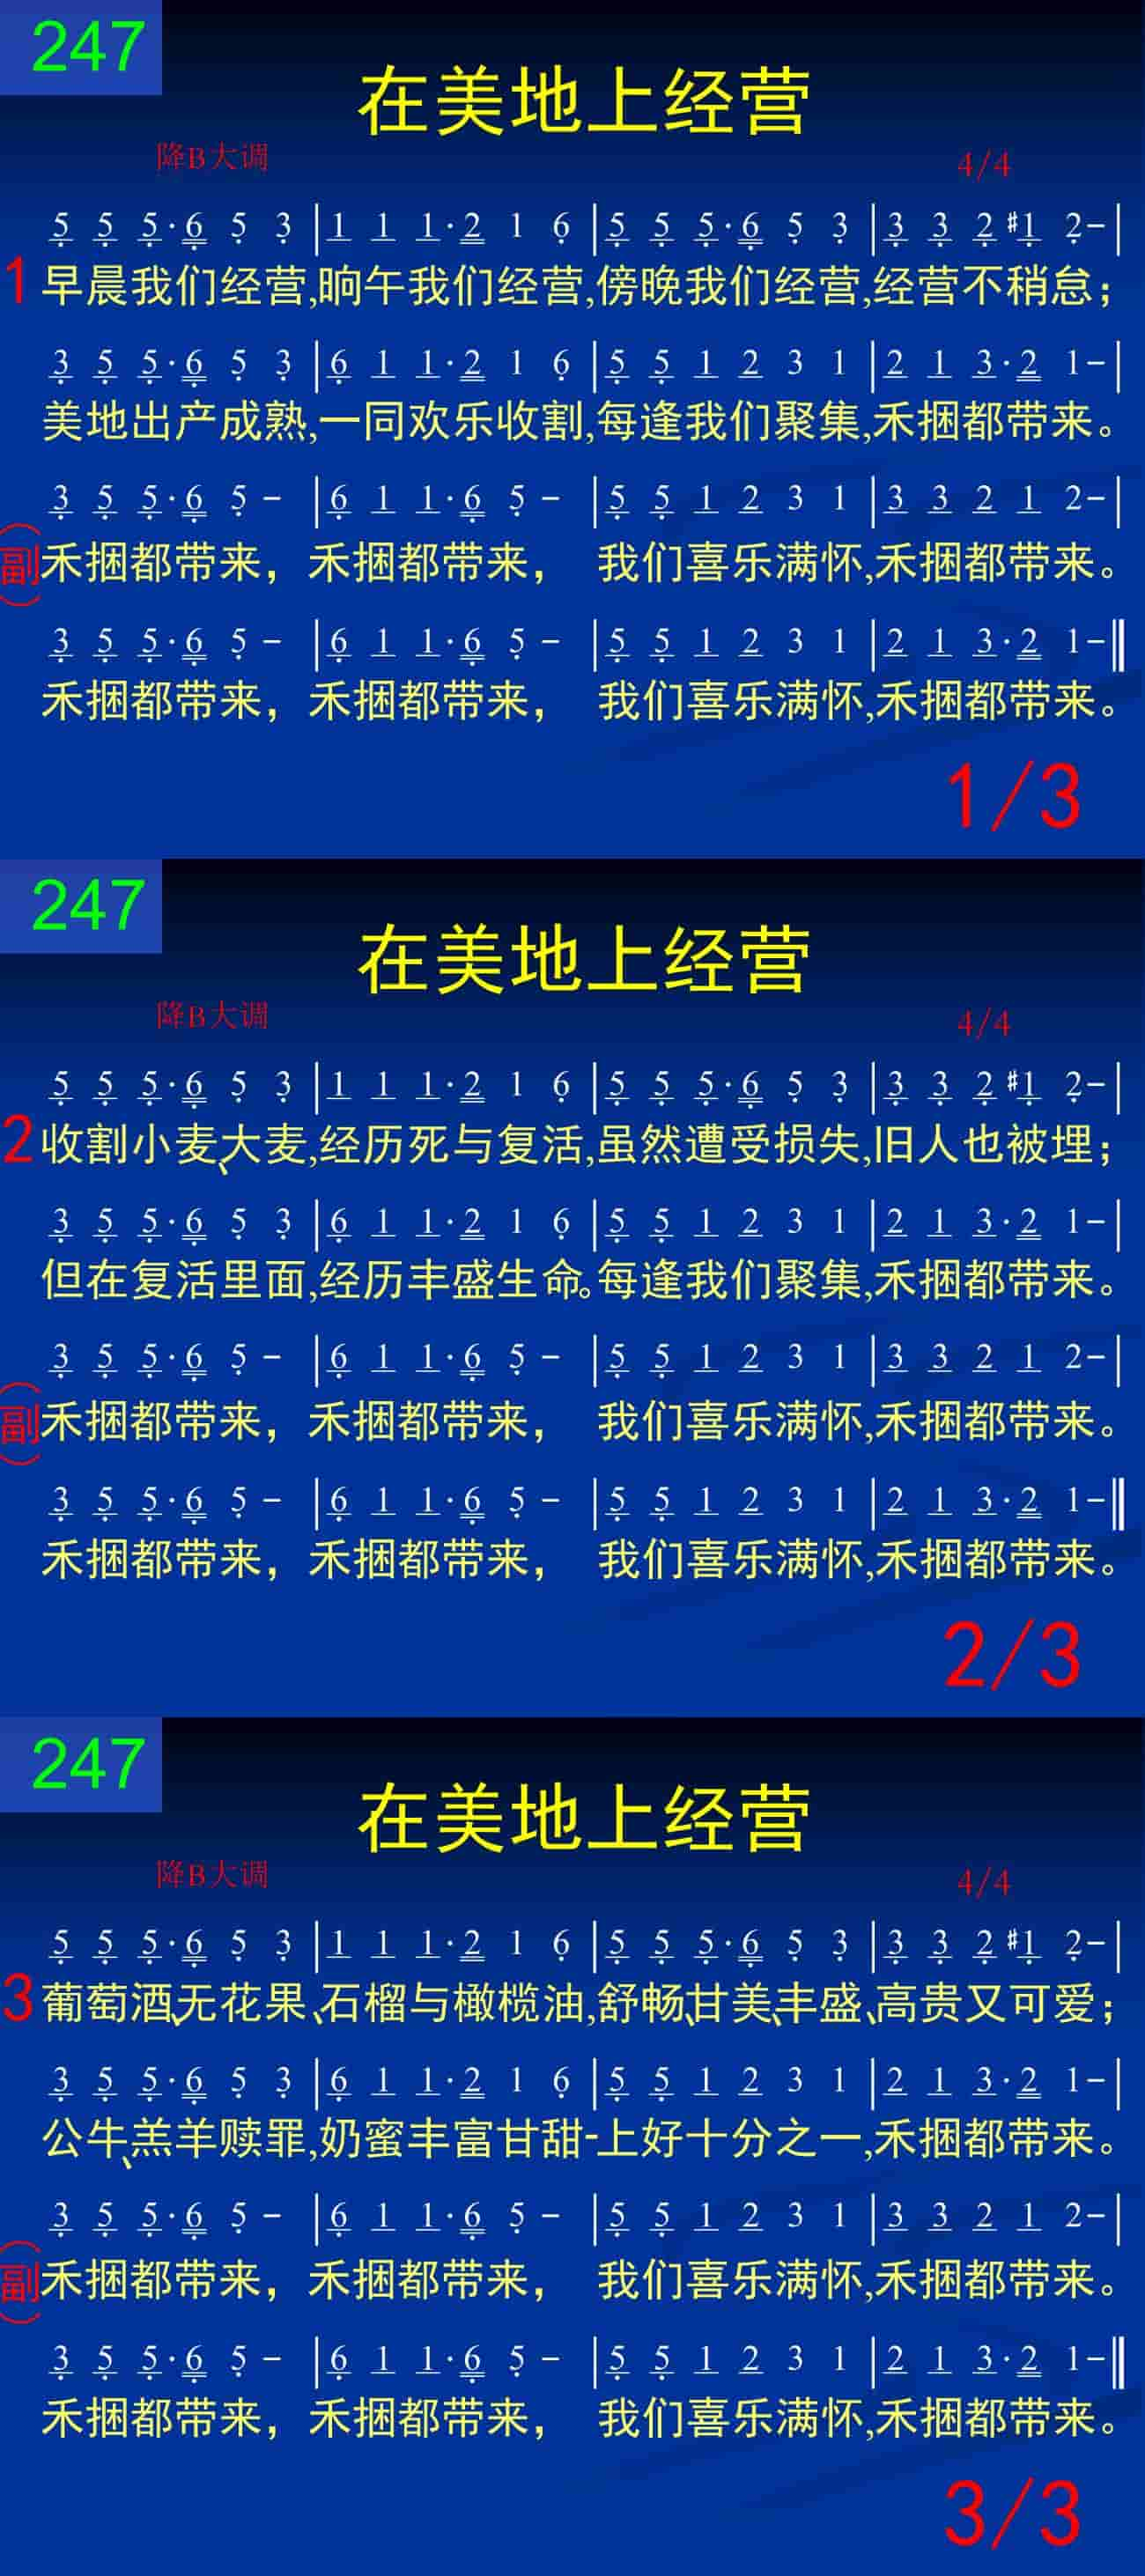 247
在美地上经营
降B大调
4/4
5 5 5·6 5 3 |1 1 1·2 1 6 |5 5 5·6 5 3 |3 3 2 #1 2-|
1 早晨我们经营,晌午我们经营,傍晚我们经营,经营不稍怠；
3 5 5·6 5 3 |6 1 1·2 1 6 |5 5 1 2 3 1 |2 1 3·2 1-|
美地出产成熟,一同欢乐收割,每逢我们聚集,禾捆都带来。
3 5 5·6 5 - |6 1 1·6 5 - |5 5 1 2 3 1 |3 3 2 1 2-|
(副)禾捆都带来，禾捆都带来，我们喜乐满怀,禾捆都带来。
3 5 5·6 5 - |6 1 1·6 5 - |5 5 1 2 3 1 |2 1 3·2 1-‖
禾捆都带来，禾捆都带来，我们喜乐满怀,禾捆都带来。
1/3
247
在美地上经营
降B大调
4/4
5 5 5·6 5 3 |1 1 1·2 1 6 |5 5 5·6 5 3 |3 3 2 #1 2-|
2 收割小麦、大麦,经历死与复活,虽然遭受损失,旧人也被埋；
3 5 5·6 5 3 |6 1 1·2 1 6 |5 5 1 2 3 1 |2 1 3·2 1-|
但在复活里面,经历丰盛生命。每逢我们聚集,禾捆都带来。
3 5 5·6 5 - |6 1 1·6 5 - |5 5 1 2 3 1 |3 3 2 1 2-|
(副)禾捆都带来，禾捆都带来，我们喜乐满怀,禾捆都带来。
3 5 5·6 5 - |6 1 1·6 5 - |5 5 1 2 3 1 |2 1 3·2 1-‖
禾捆都带来，禾捆都带来，我们喜乐满怀,禾捆都带来。
2/3
247
在美地上经营
降B大调
4/4
5 5 5·6 5 3 |1 1 1·2 1 6 |5 5 5·6 5 3 |3 3 2 #1 2-|
3 葡萄酒、无花果、石榴与橄榄油,舒畅、甘美、丰盛、高贵又可爱；
3 5 5·6 5 3 |6 1 1·2 1 6 |5 5 1 2 3 1 |2 1 3·2 1-|
公牛、羔羊赎罪,奶蜜丰富甘甜-上好十分之一,禾捆都带来。
3 5 5·6 5 - |6 1 1·6 5 - |5 5 1 2 3 1 |3 3 2 1 2-|
(副)禾捆都带来，禾捆都带来，我们喜乐满怀,禾捆都带来。
3 5 5·6 5 - |6 1 1·6 5 - |5 5 1 2 3 1 |2 1 3·2 1-‖
禾捆都带来，禾捆都带来，我们喜乐满怀,禾捆都带来。
3/3